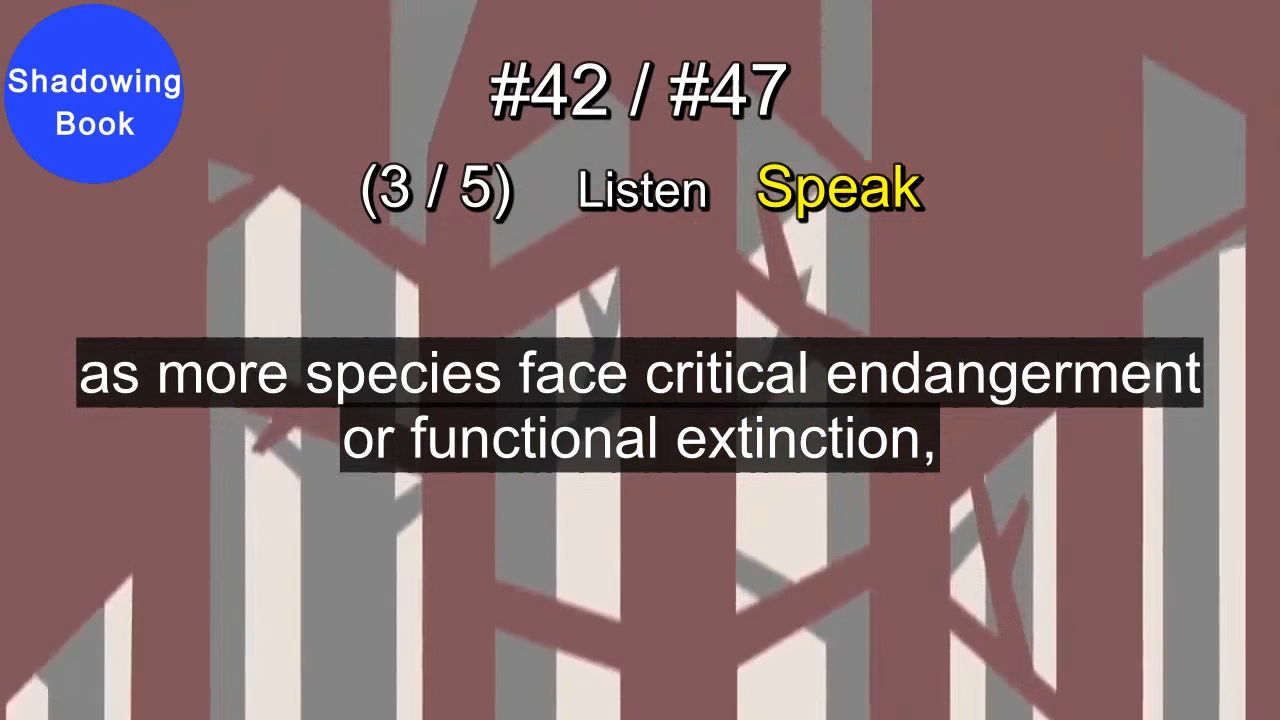 Shadowing
Book
#42 / #47
(3 / 5) Listen Speak
as more species face critical endangerment
or functional extinction,